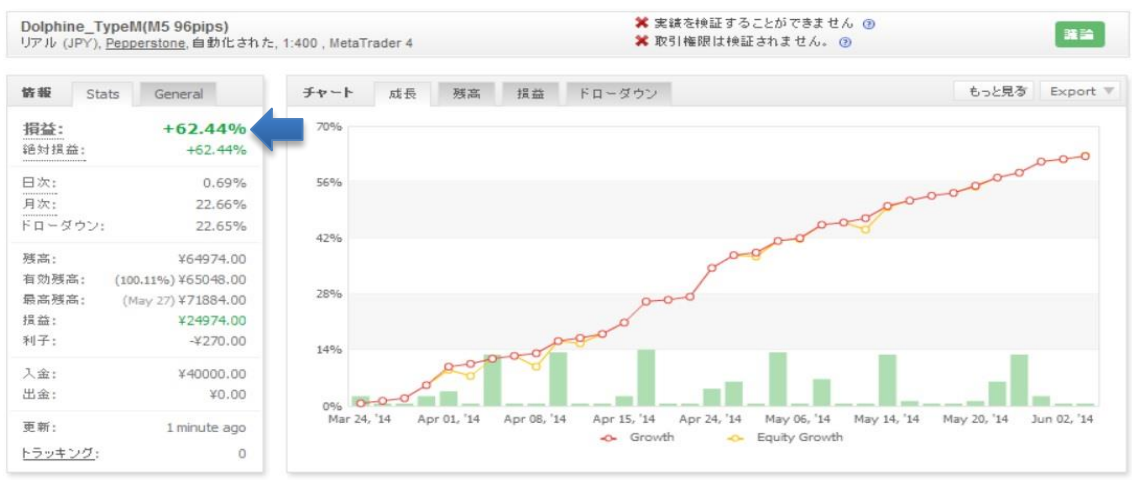 Dolphine_TypeM(M5 96pips)
リアル (JPY), Pepperstone, 自動化された, 1:400 , MetaTrader 4
実績を検証することができません
取引権限は検証されません。
議論
情報 Stats General
損益: +62.44%
絶対損益: +62.44%
日次: 0.69%
月次: 22.66%
ドローダウン: 22.65%
残高: ¥64974.00
有効残高: (100.11%) ¥65048.00
最高残高: (May 27) ¥71884.00
損益: ¥24974.00
利子: -¥270.00
入金: ¥40000.00
出金: ¥0.00
更新: 1 minute ago
トラッキング: 0
チャート 成長 残高 損益 ドローダウン もっと見る Export
70%
56%
42%
28%
14%
0%
Mar 24, '14 Apr 01, '14 Apr 08, '14 Apr 15, '14 Apr 24, '14 May 06, '14 May 14, '14 May 20, '14 Jun 02, '14
Growth Equity Growth